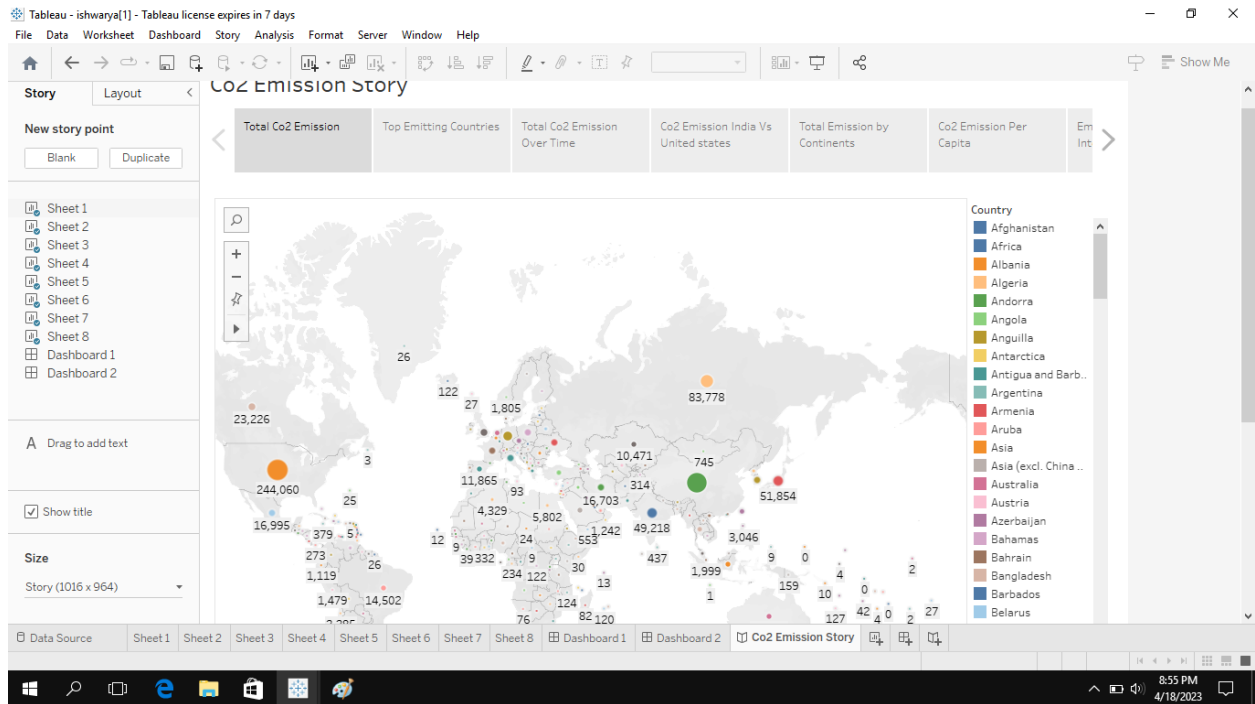 Tableau - ishwarya[1] - Tableau license expires in 7 days
File Data Worksheet Dashboard Story Analysis Format Server Window Help
Show Me
Story Layout
Co2 Emission Story
New story point
Blank Duplicate
Total Co2 Emission
Top Emitting Countries
Total Co2 Emission
Over Time
Co2 Emission India Vs
United states
Total Emission by
Continents
Co2 Emission Per
Capita
Em
Int
Sheet 1
Sheet 2
Sheet 3
Sheet 4
Sheet 5
Sheet 6
Sheet 7
Sheet 8
Dashboard 1
Dashboard 2
A Drag to add text
Show title
Size
Story (1016 x 964)
26
122
27
1,805
83,778
23,226
3
10,471
745
244,060
11,865
93
314
16,703
51,854
25
4,329
5,802
49,218
16,995
379
5
12
9
24
553
1,242
3,046
273
26
39
332
9
437
9
0
1,119
234
122
30
1,999
4
2
13
159
0
1,479
14,502
124
1
10
76
82
120
127
42
4
0
2
27
Country
Afghanistan
Africa
Albania
Algeria
Andorra
Angola
Anguilla
Antarctica
Antigua and Barb..
Argentina
Armenia
Aruba
Asia
Asia (excl. China ..
Australia
Austria
Azerbaijan
Bahamas
Bahrain
Bangladesh
Barbados
Belarus
Data Source Sheet 1 Sheet 2 Sheet 3 Sheet 4 Sheet 5 Sheet 6 Sheet 7 Sheet 8 Dashboard 1 Dashboard 2 Co2 Emission Story
8:55 PM
4/18/2023